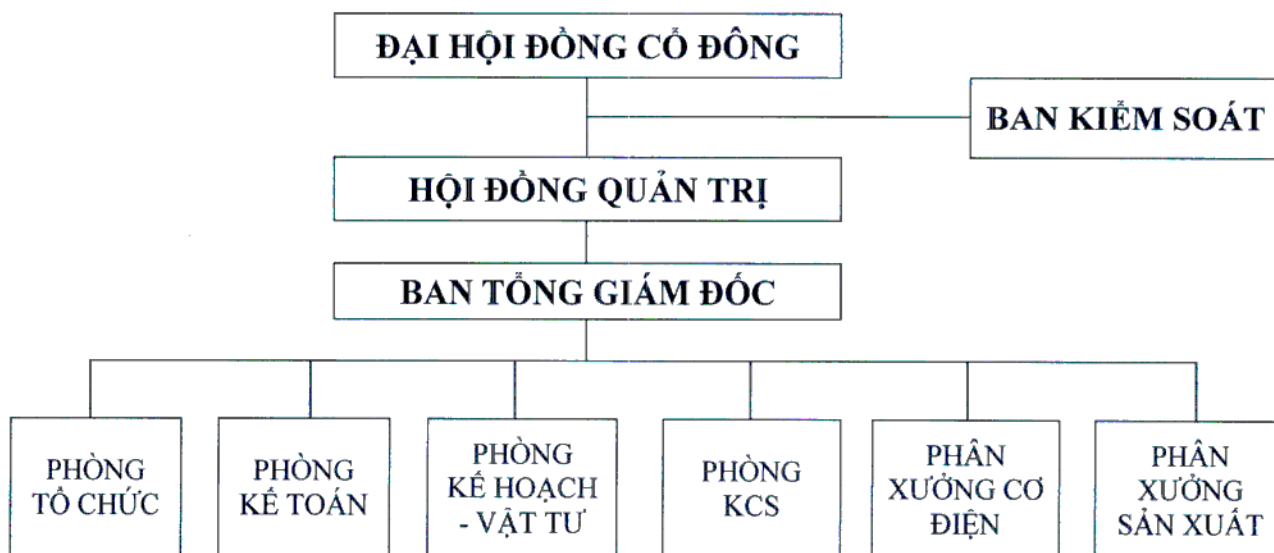 ĐẠI HỘI ĐỒNG CỔ ĐÔNG
BAN KIỂM SOÁT
HỘI ĐỒNG QUẢN TRỊ
BAN TỔNG GIÁM ĐỐC
PHÒNG
TỔ CHỨC
PHÒNG
KẾ TOÁN
PHÒNG
KẾ HOẠCH
- VẬT TƯ
PHÒNG
KCS
PHÂN
XƯỞNG CƠ
ĐIỆN
PHÂN
XƯỞNG
SẢN XUẤT